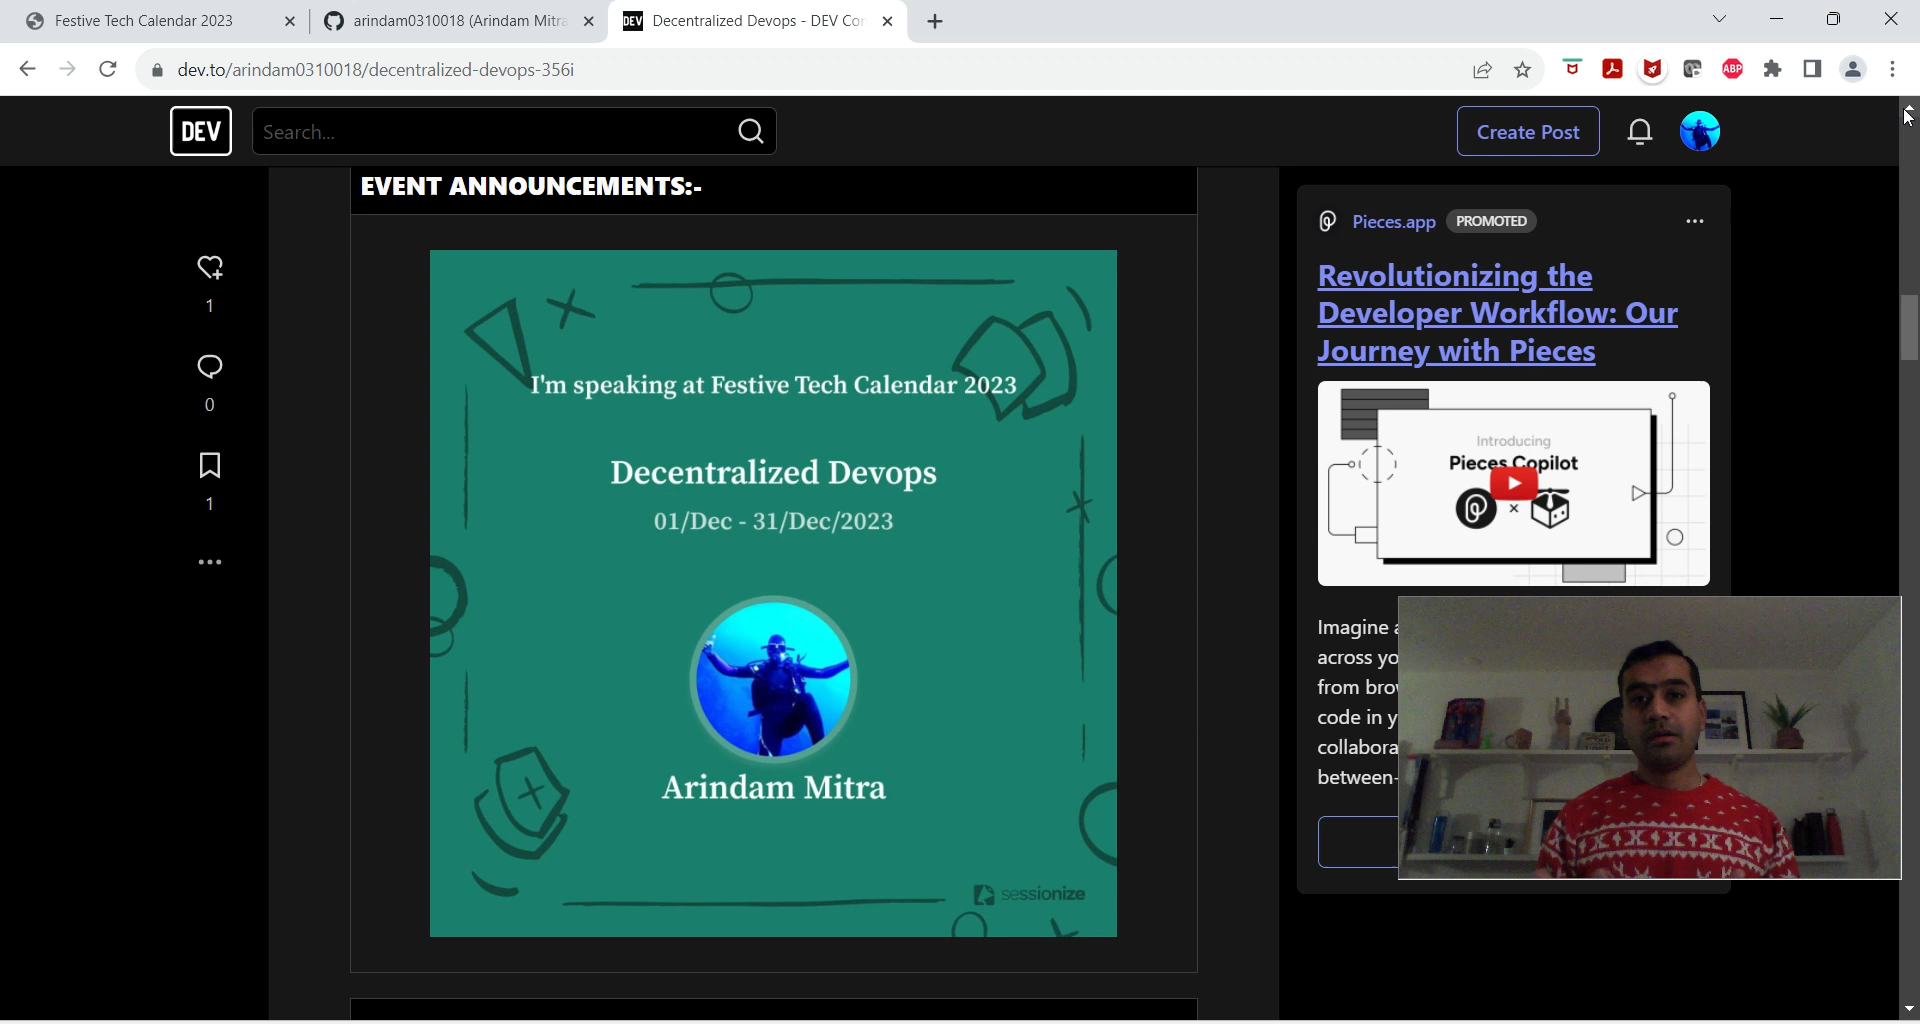 Festive Tech Calendar 2023
arindam0310018 (Arindam Mitra
Decentralized Devops - DEV Co
dev.to/arindam0310018/decentralized-devops-356i
ABP
DEV
Search...
Create Post
EVENT ANNOUNCEMENTS:-
1
0
1
I'm speaking at Festive Tech Calendar 2023
Decentralized Devops
01/Dec - 31/Dec/2023
Arindam Mitra
sessionize
Pieces.app PROMOTED
Revolutionizing the
Developer Workflow: Our
Journey with Pieces
Introducing
Pieces Copilot
×
Imagine
across yo
from brow
code in y
collabora
between-